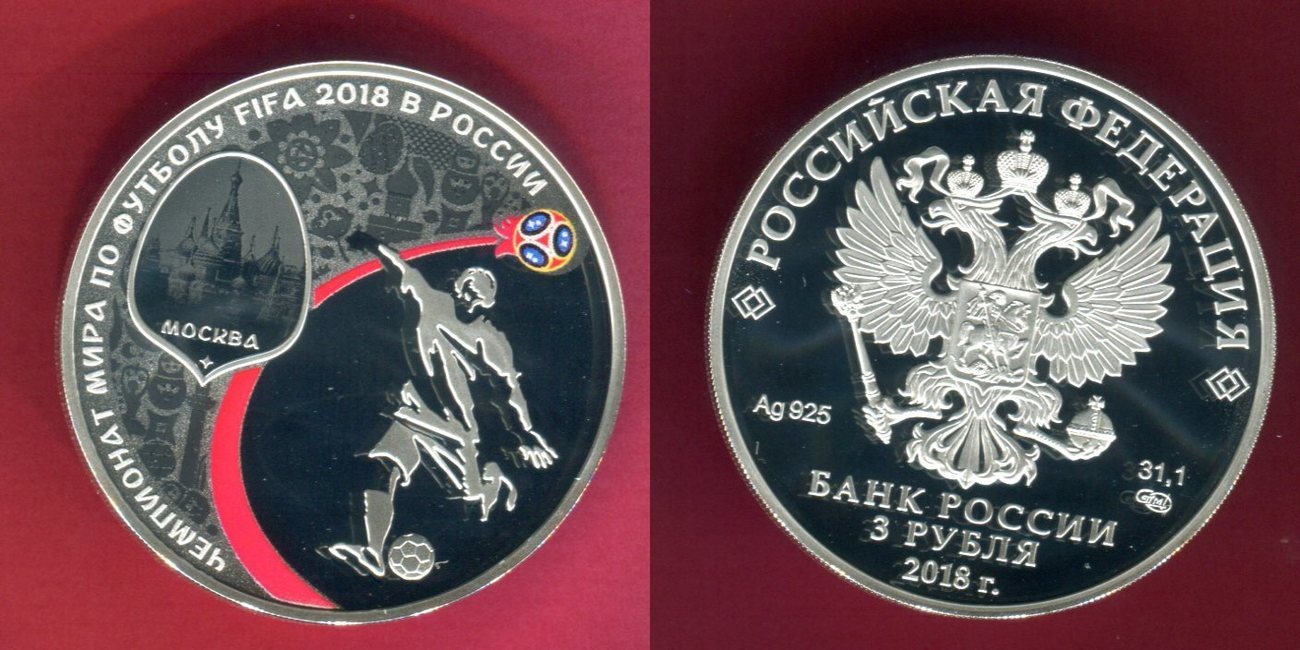 ЧЕМПИОНАТ МИРА ПО ФУТБОЛУ FIFA 2018 В РОССИИ
МОСКВА
РОССИЙСКАЯ ФЕДЕРАЦИЯ
Ag 925
31,1
БАНК РОССИИ
3 РУБЛЯ
2018 г.